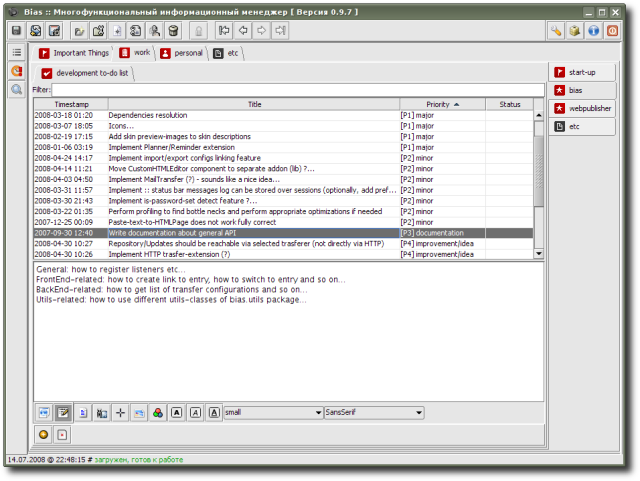 Bias :: Многофункциональный информационный менеджер [ Версия 0.9.7 ]
Important Things work personal etc
development to-do list
Filter:
Timestamp Title Priority Status
2008-03-18 01:20 Dependencies resolution [P1] major
2008-03-07 18:05 Icons... [P1] major
2008-02-19 17:15 Add skin preview-images to skin descriptions [P1] major
2008-01-06 03:19 Implement Planner/Reminder extension [P1] major
2008-04-24 14:17 Implement import/export configs linking feature [P2] minor
2008-04-14 11:21 Move CustomHTMLEditor component to separate addon (lib) ?... [P2] minor
2008-04-03 04:50 Implement MailTransfer (?) - sounds like a nice idea... [P2] minor
2008-03-31 11:57 Implement :: status bar messages log can be stored over sessions (optionally, add pref... [P2] minor
2008-03-30 21:43 Implement is-password-set detect feature ?... [P2] minor
2008-03-22 01:35 Perform profiling to find bottle necks and perform appropriate optimizations if needed [P2] minor
2007-12-25 00:09 Paste-text-to-HTMLPage does not work fully correct [P2] minor
2007-09-30 12:40 Write documentation about general API [P3] documentation
2008-04-30 10:27 Repository/Updates should be reachable via selected trasferer (not directly via HTTP) [P4] improvement/idea
2008-04-30 10:26 Implement HTTP trasfer-extension (?) [P4] improvement/idea
General: how to register listeners etc...
FrontEnd-related: how to create link to entry, how to switch to entry and so on...
BackEnd-related: how to get list of transfer configurations and so on...
Utils-related: how to use different utils-classes of bias.utils package...
A A A small SansSerif
start-up
bias
webpublisher
etc
14.07.2008 @ 22:48:15 # загружен, готов к работе